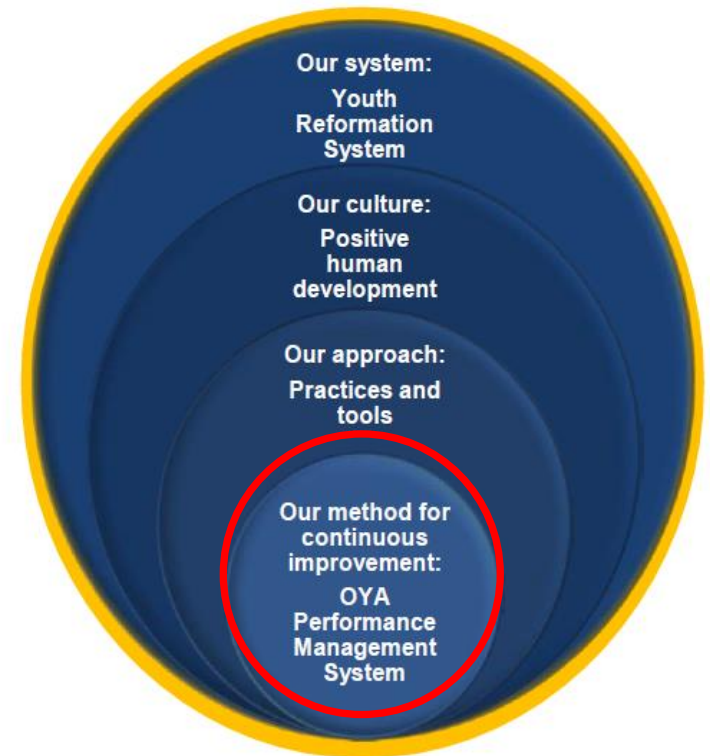 Our system:
Youth
Reformation
System
Our culture:
Positive
human
development
Our approach:
Practices and
tools
Our method for
continuous
improvement:
OYA
Performance
Management
System